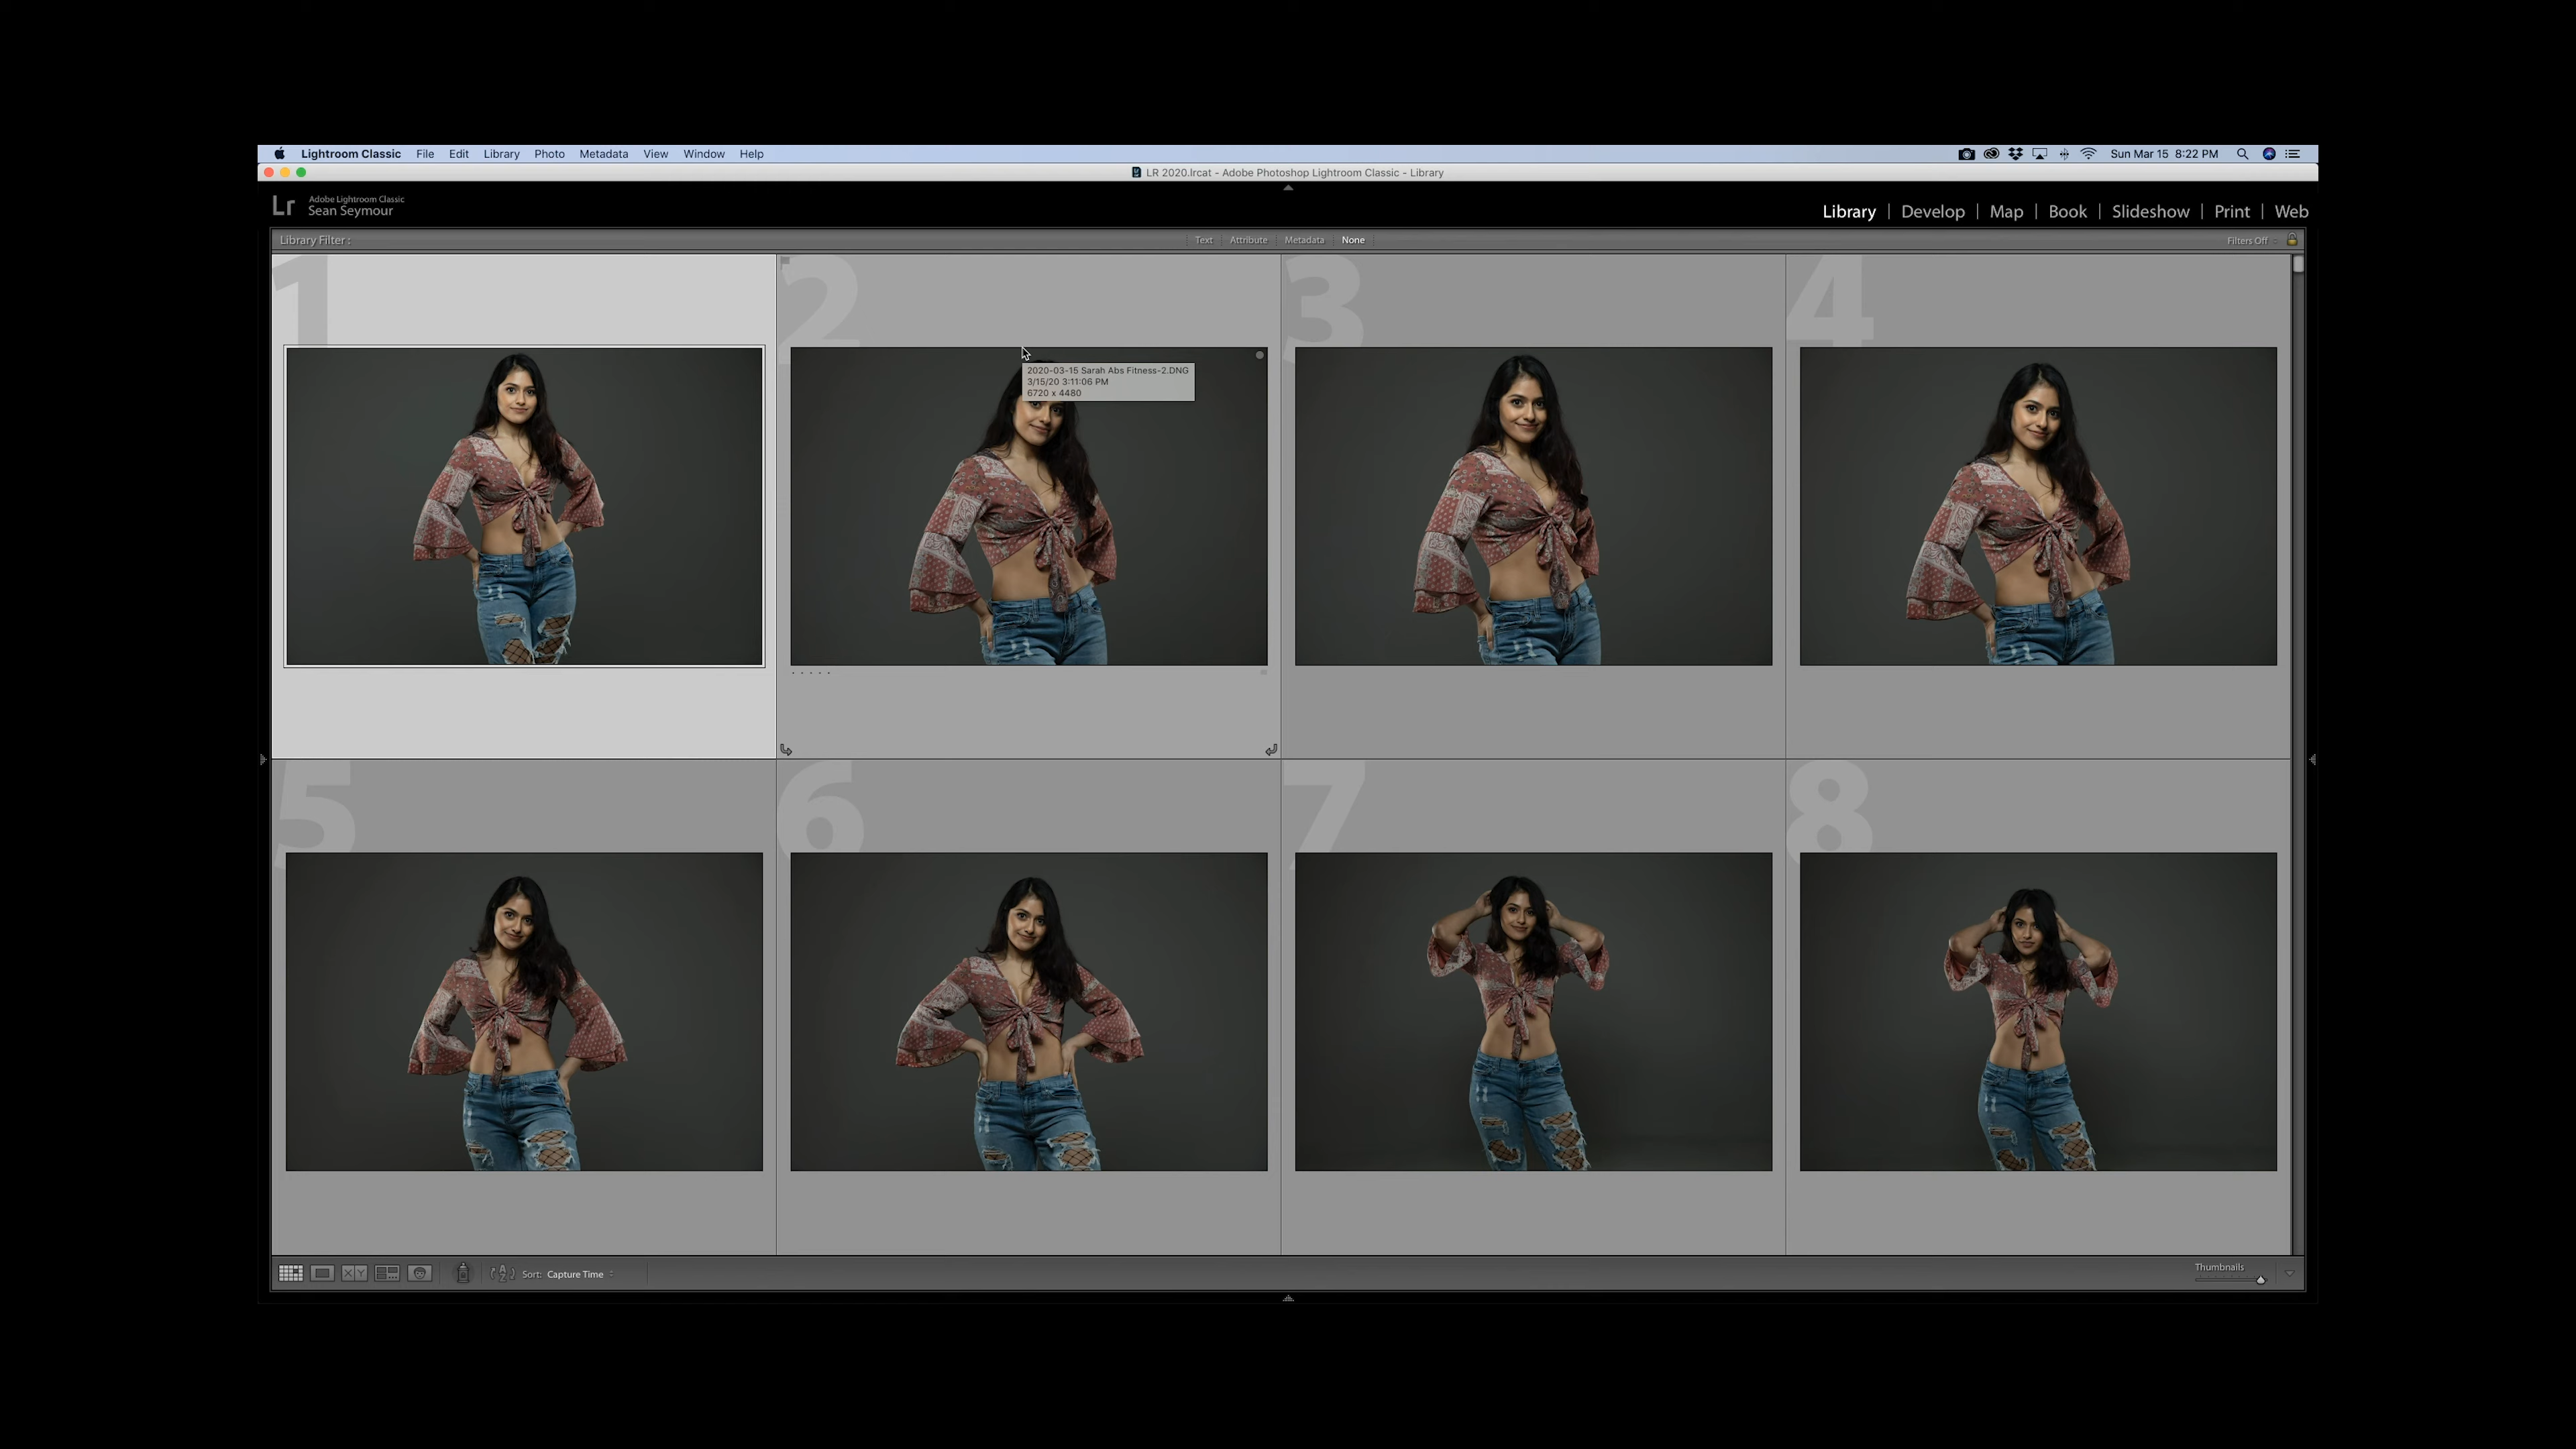 Lightroom Classic File Edit Library Photo Metadata View Window Help Sun Mar 15 8:22 PM
LR 2020.lrcat - Adobe Photoshop Lightroom Classic - Library
Lr Adobe Lightroom Classic
Sean Seymour
Library | Develop | Map | Book | Slideshow | Print | Web
Library Filter : Text Attribute Metadata None Filters Off
1 2 3 4
2020-03-15 Sarah Abs Fitness-2.DNG
3/15/20 3:11:06 PM
6720 x 4480
5 6 7 8
XY AZ Sort: Capture Time Thumbnails